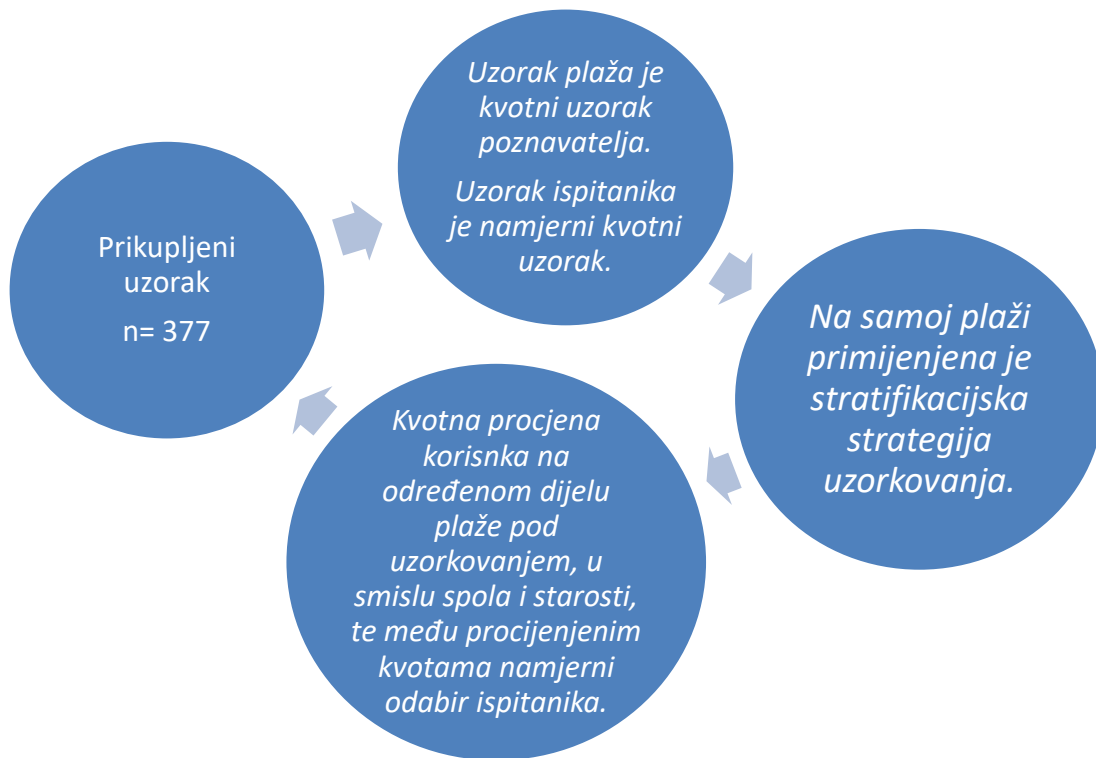 Prikupljeni
uzorak
n= 377
Uzorak plaža je
kvotni uzorak
poznavatelja.
Uzorak ispitanika
je namjerni kvotni
uzorak.
Na samoj plaži
primijenjena je
stratifikacijska
strategija
uzorkovanja.
Kvotna procjena
korisnka na
određenom dijelu
plaže pod
uzorkovanjem, u
smislu spola i starosti,
te među procijenjenim
kvotama namjerni
odabir ispitanika.